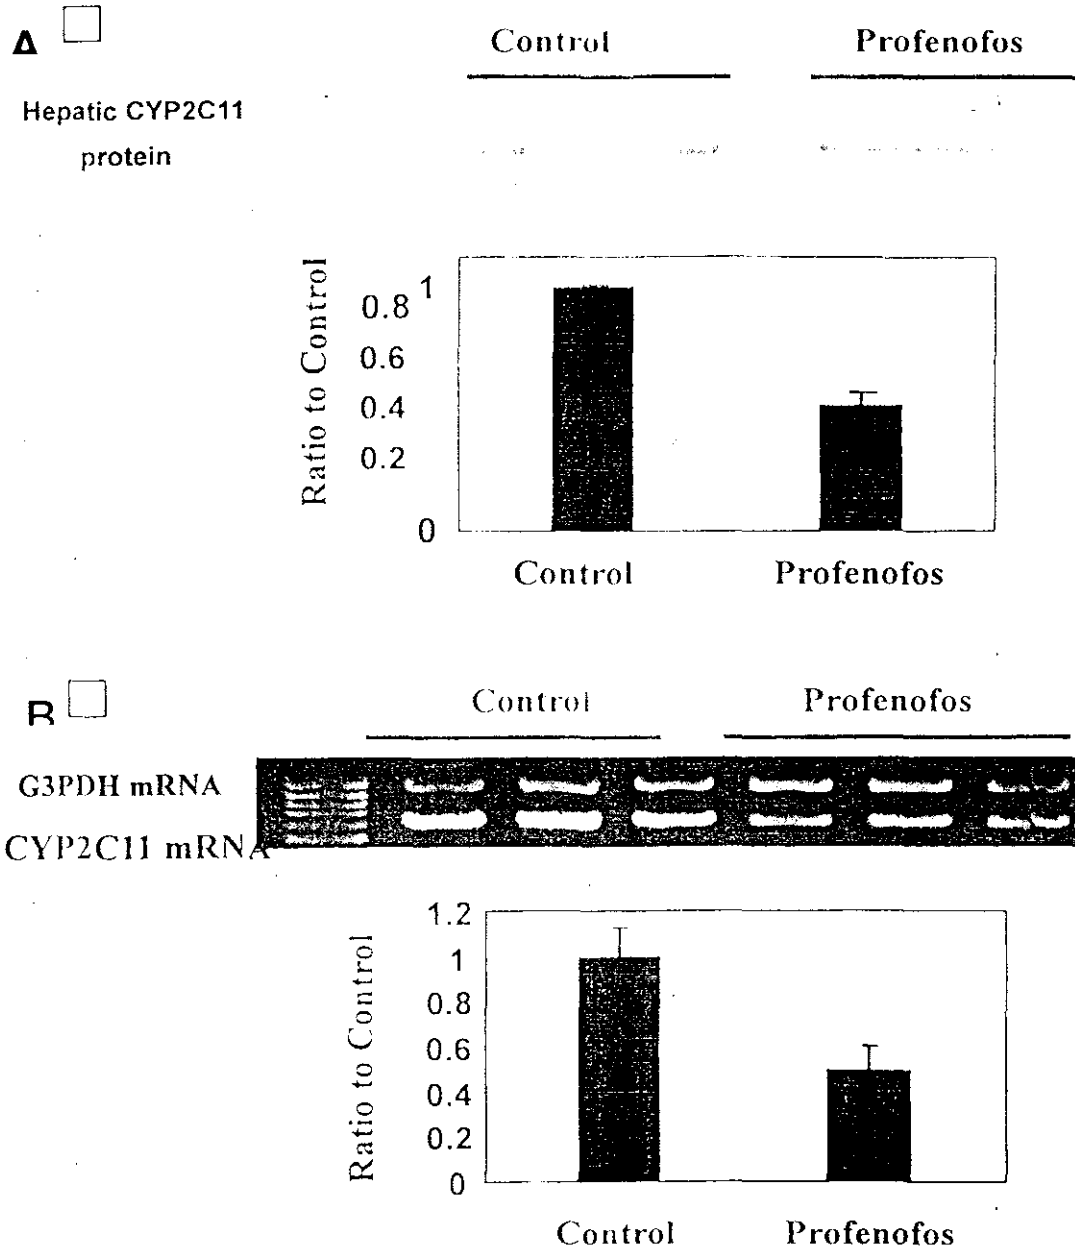 A
Control Profenofos
Hepatic CYP2C11
protein
Ratio to Control
1
0.8
0.6
0.4
0.2
0
Control Profenofos
B
Control Profenofos
G3PDH mRNA
CYP2C11 mRNA
Ratio to Control
1.2
1
0.8
0.6
0.4
0.2
0
Control Profenofos